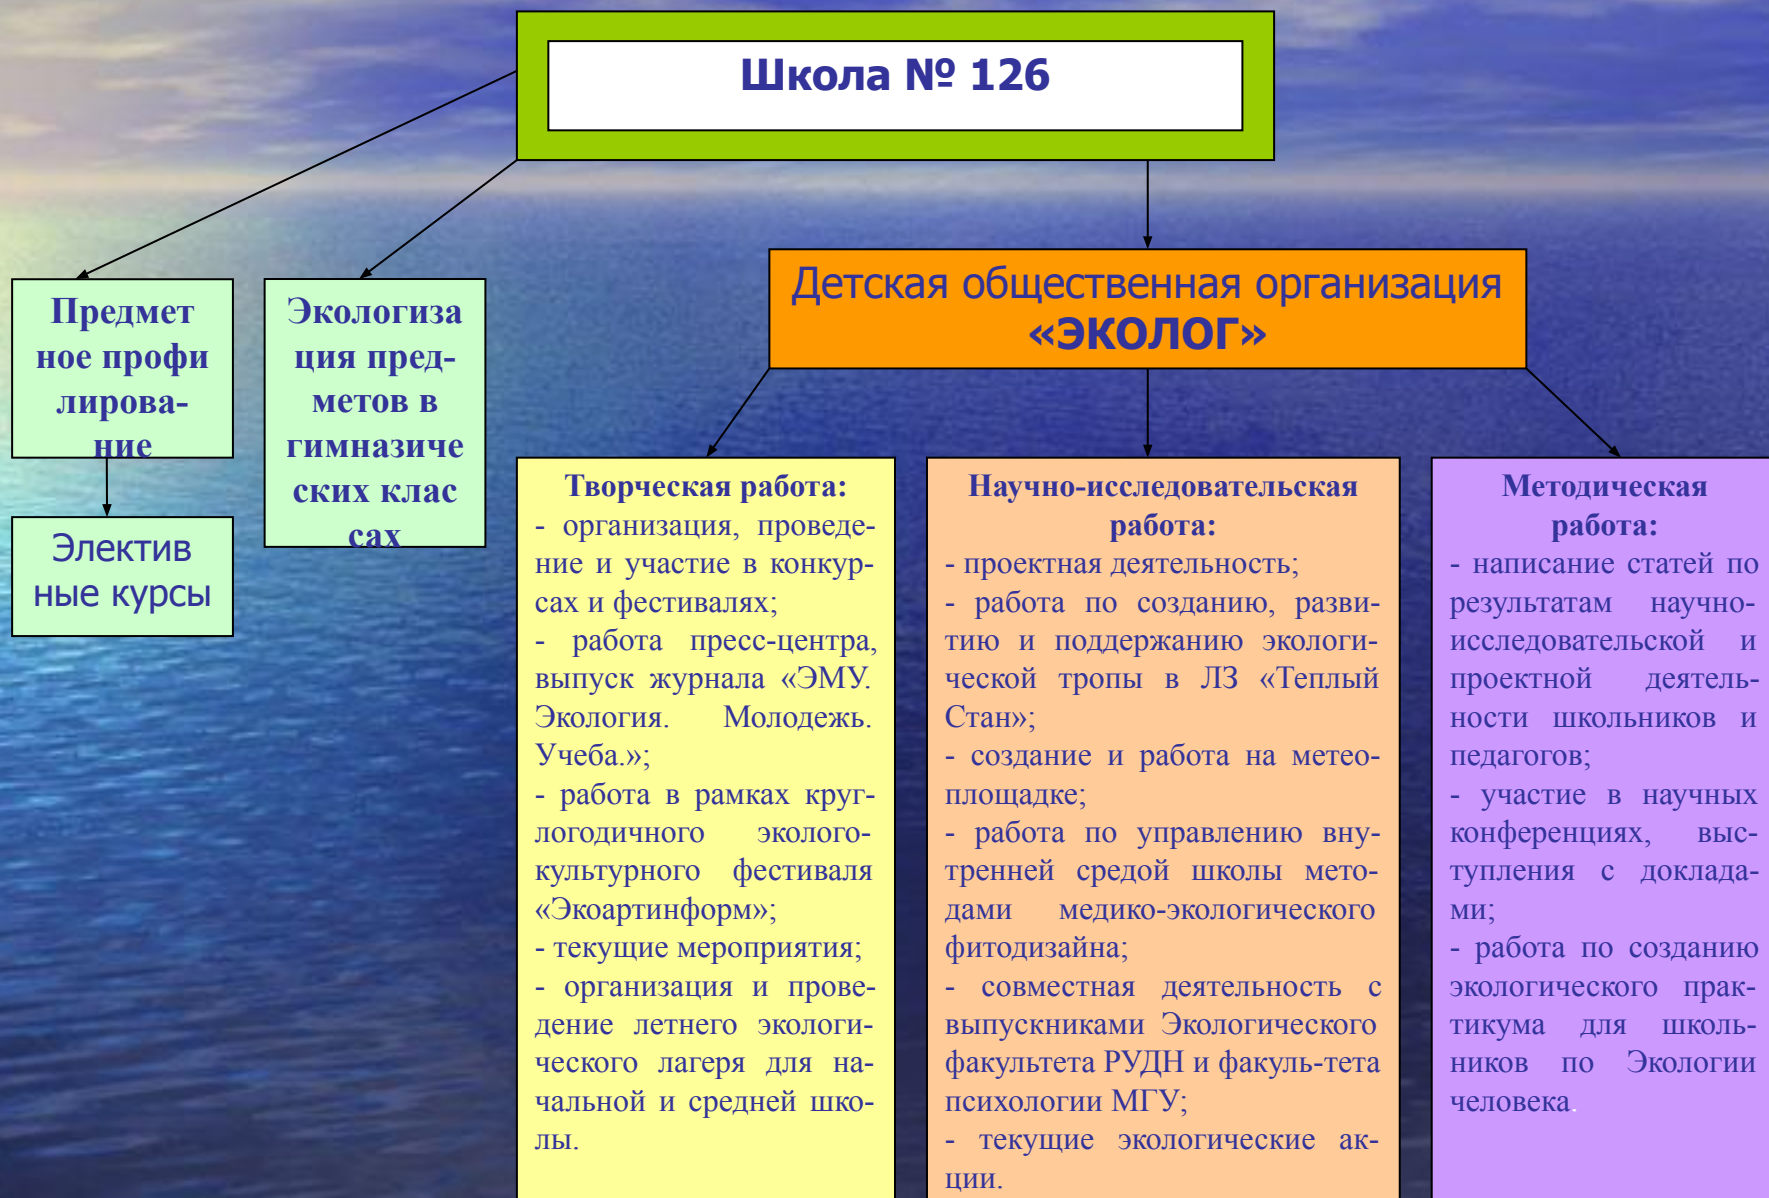 Школа № 126
Предмет
ное профи
лирова-
ние
Электив
ные курсы
Экологиза
ция пред-
метов в
гимназиче
ских клас
сах
Детская общественная организация
«ЭКОЛОГ»
Творческая работа:
- организация, проведе-
ние и участие в конкур-
сах и фестивалях;
- работа пресс-центра,
выпуск журнала «ЭМУ.
Экология. Молодежь.
Учеба.»;
- работа в рамках круг-
логодичного эколого-
культурного фестиваля
«Экоартинформ»;
- текущие мероприятия;
- организация и прове-
дение летнего экологи-
ческого лагеря для на-
чальной и средней шко-
лы.
Научно-исследовательская
работа:
- проектная деятельность;
- работа по созданию, разви-
тию и поддержанию экологи-
ческой тропы в ЛЗ «Теплый
Стан»;
- создание и работа на метео-
площадке;
- работа по управлению вну-
тренней средой школы мето-
дами медико-экологического
фитодизайна;
- совместная деятельность с
выпускниками Экологического
факультета РУДН и факуль-тета
психологии МГУ;
- текущие экологические ак-
ции.
Методическая
работа:
- написание статей по
результатам научно-
исследовательской и
проектной деятель-
ности школьников и
педагогов;
- участие в научных
конференциях, выс-
тупления с доклада-
ми;
- работа по созданию
экологического прак-
тикума для школь-
ников по Экологии
человека.